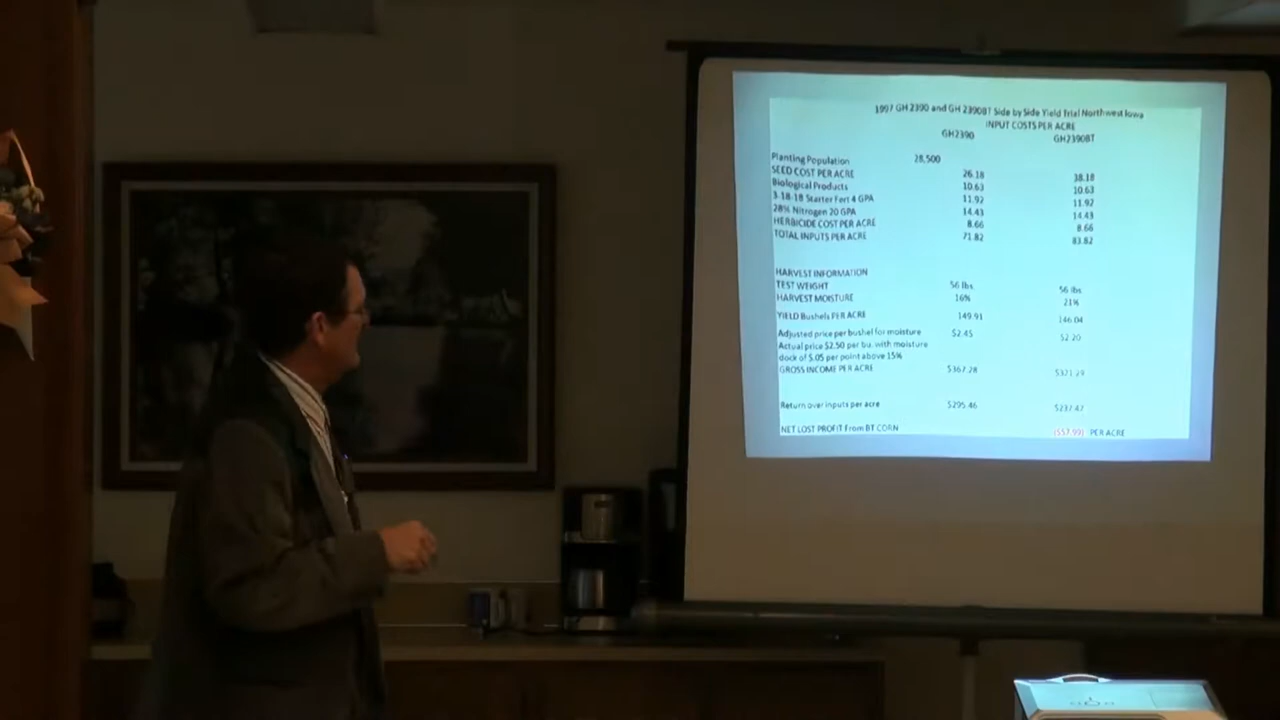 1997 GH 2390 and GH 2390BT Side by Side Yield Trial Northwest Iowa
INPUT COSTS PER ACRE
GH2390 GH2390BT
Planting Population 28,500
SEED COST PER ACRE 26.18 38.18
Biological Products 10.63 10.63
3-18-18 Starter Fert 4 GPA 11.92 11.92
28% Nitrogen 20 GPA 14.43 14.43
HERBICIDE COST PER ACRE 8.66 8.66
TOTAL INPUTS PER ACRE 71.82 83.82
HARVEST INFORMATION
TEST WEIGHT 56 lbs 56 lbs
HARVEST MOISTURE 16% 21%
YIELD Bushels PER ACRE 149.91 146.04
Adjusted price per bushel for moisture $2.45 $2.20
Actual price $2.50 per bu. with moisture
dock of $.05 per point above 15%
GROSS INCOME PER ACRE $367.28 $321.29
Return over inputs per acre $295.46 $237.47
NET LOST PROFIT From BT CORN ($57.99) PER ACRE